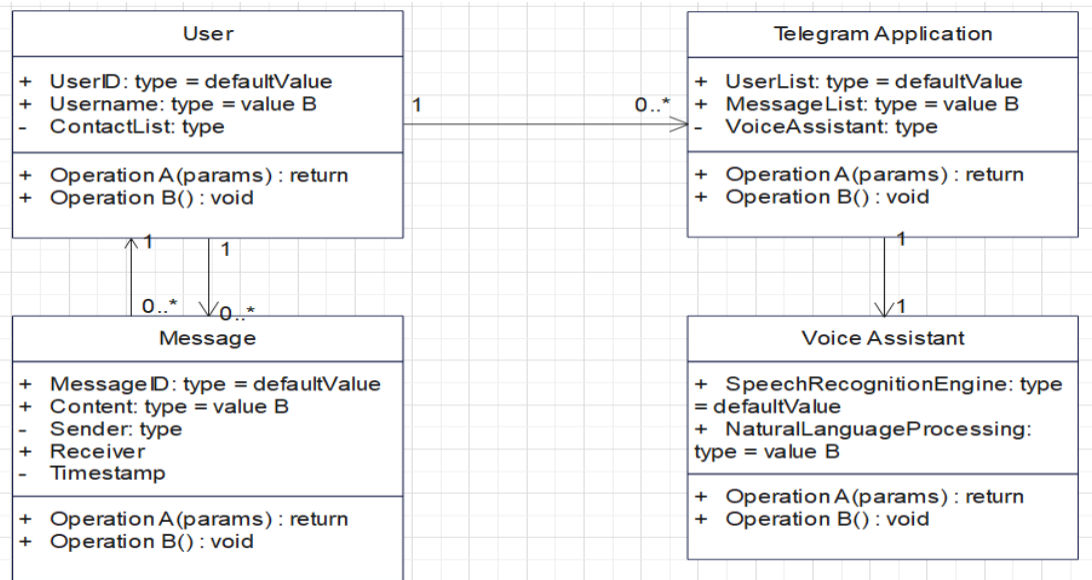 User
+ UserID: type = defaultValue
+ Username: type = value B
- ContactList: type
+ Operation A(params) : return
+ Operation B() : void
1
0..*
Telegram Application
+ UserList: type = defaultValue
+ MessageList: type = value B
- VoiceAssistant: type
+ Operation A(params) : return
+ Operation B() : void
1
1
0..*
0..*
1
1
Message
+ MessageID: type = defaultValue
+ Content: type = value B
- Sender: type
+ Receiver
- Timestamp
+ Operation A(params) : return
+ Operation B() : void
Voice Assistant
+ SpeechRecognitionEngine: type
= defaultValue
+ NaturalLanguageProcessing:
type = value B
+ Operation A(params) : return
+ Operation B() : void